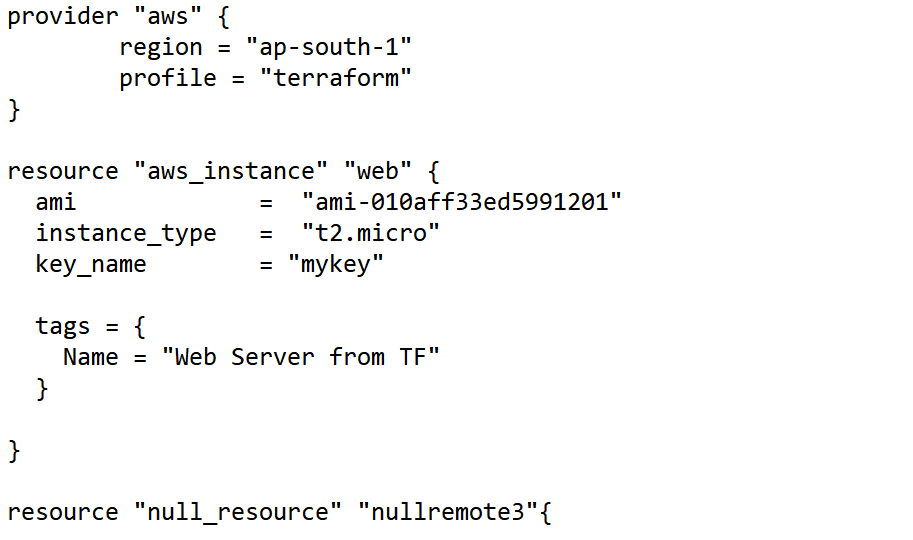 provider "aws" {
        region = "ap-south-1"
        profile = "terraform"
}
resource "aws_instance" "web" {
  ami             =  "ami-010aff33ed5991201"
  instance_type   =  "t2.micro"
  key_name        = "mykey"
  tags = {
    Name = "Web Server from TF"
  }
}
resource "null_resource" "nullremote3"{